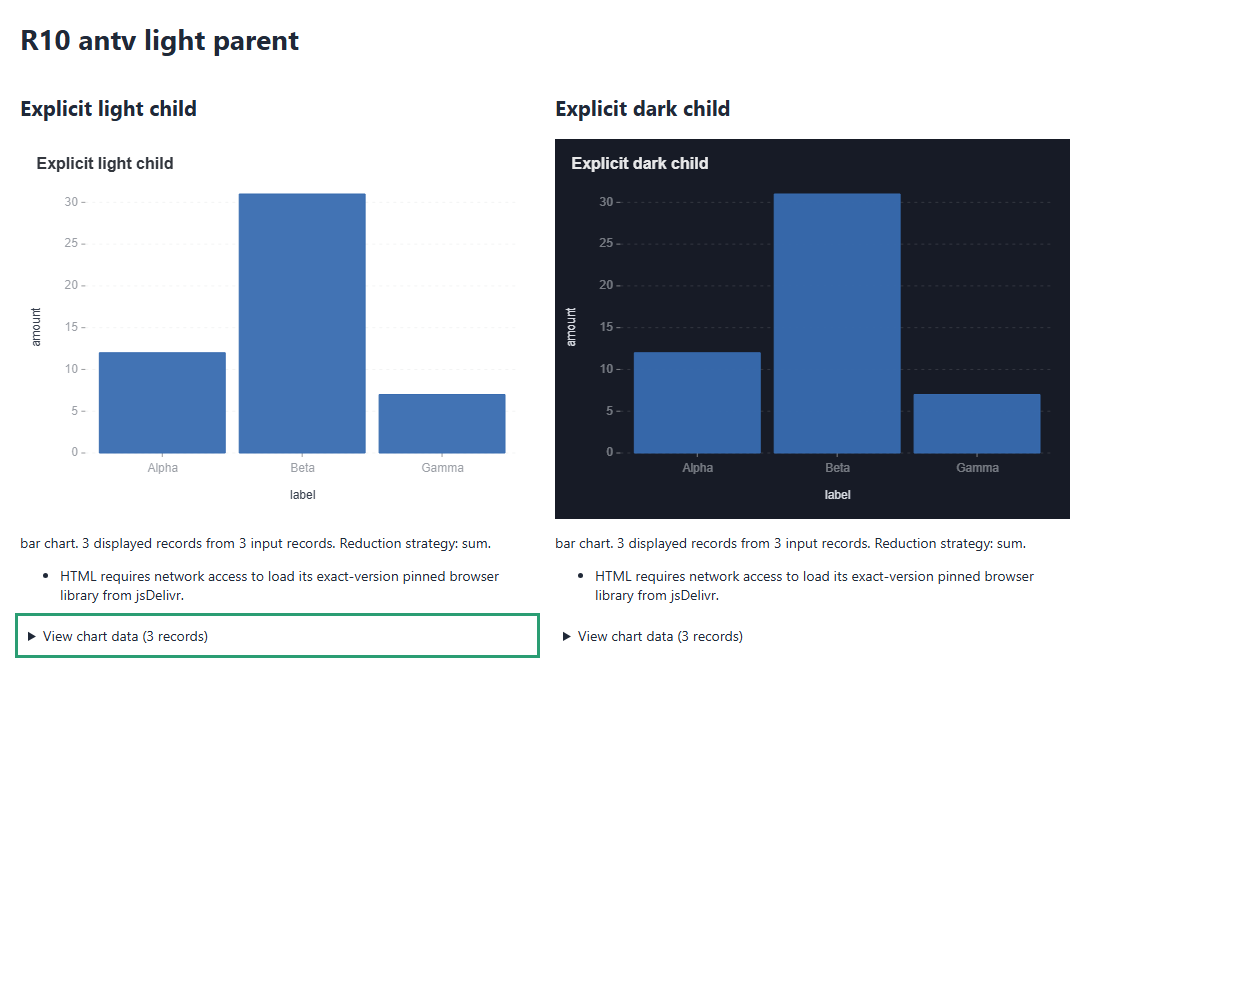 R10 antv light parent
Explicit light child
Explicit light child
30
25
20
15
10
5
0
amount
Alpha Beta Gamma
label
bar chart. 3 displayed records from 3 input records. Reduction strategy: sum.
• HTML requires network access to load its exact-version pinned browser
library from jsDelivr.
▶ View chart data (3 records)
Explicit dark child
Explicit dark child
30
25
20
15
10
5
0
amount
Alpha Beta Gamma
label
bar chart. 3 displayed records from 3 input records. Reduction strategy: sum.
• HTML requires network access to load its exact-version pinned browser
library from jsDelivr.
▶ View chart data (3 records)